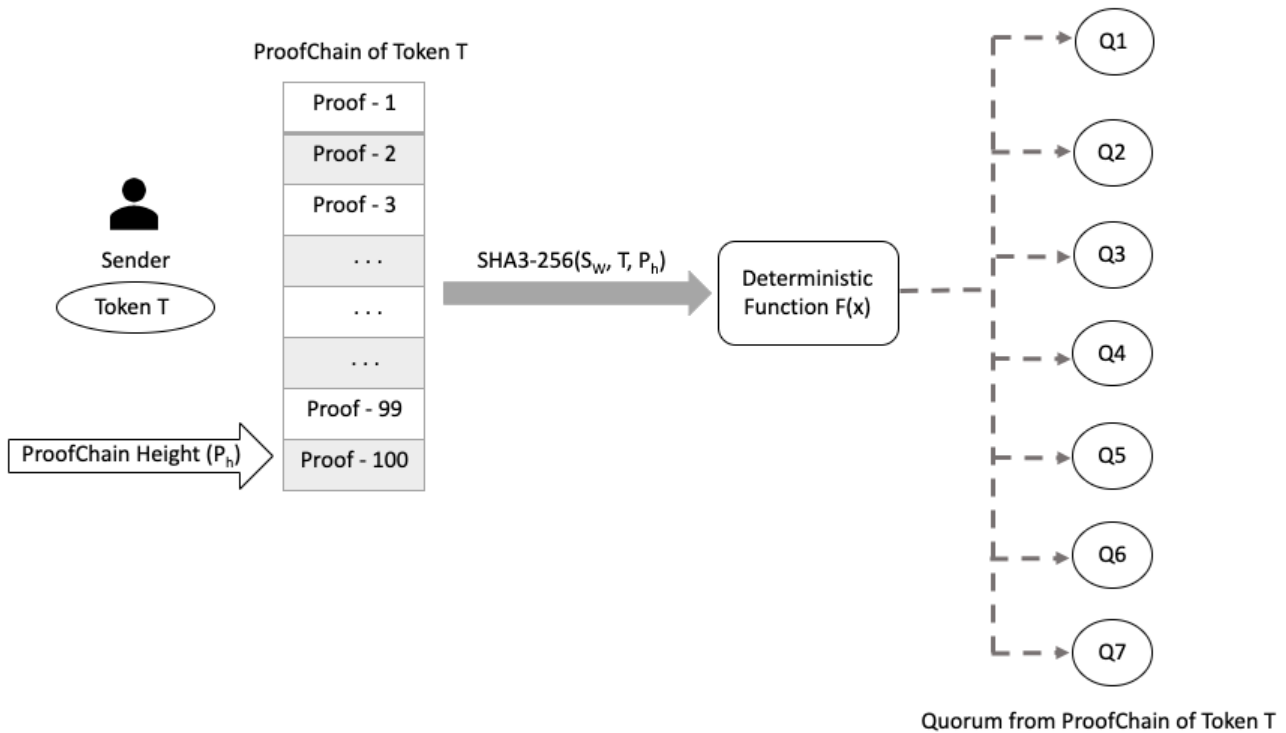 ProofChain of Token T
Proof - 1
Proof - 2
Proof - 3
. . .
. . .
. . .
Proof - 99
Proof - 100
Sender
Token T
ProofChain Height (Pₕ)
SHA3-256(S_W, T, Pₕ)
Deterministic
Function F(x)
Q1
Q2
Q3
Q4
Q5
Q6
Q7
Quorum from ProofChain of Token T